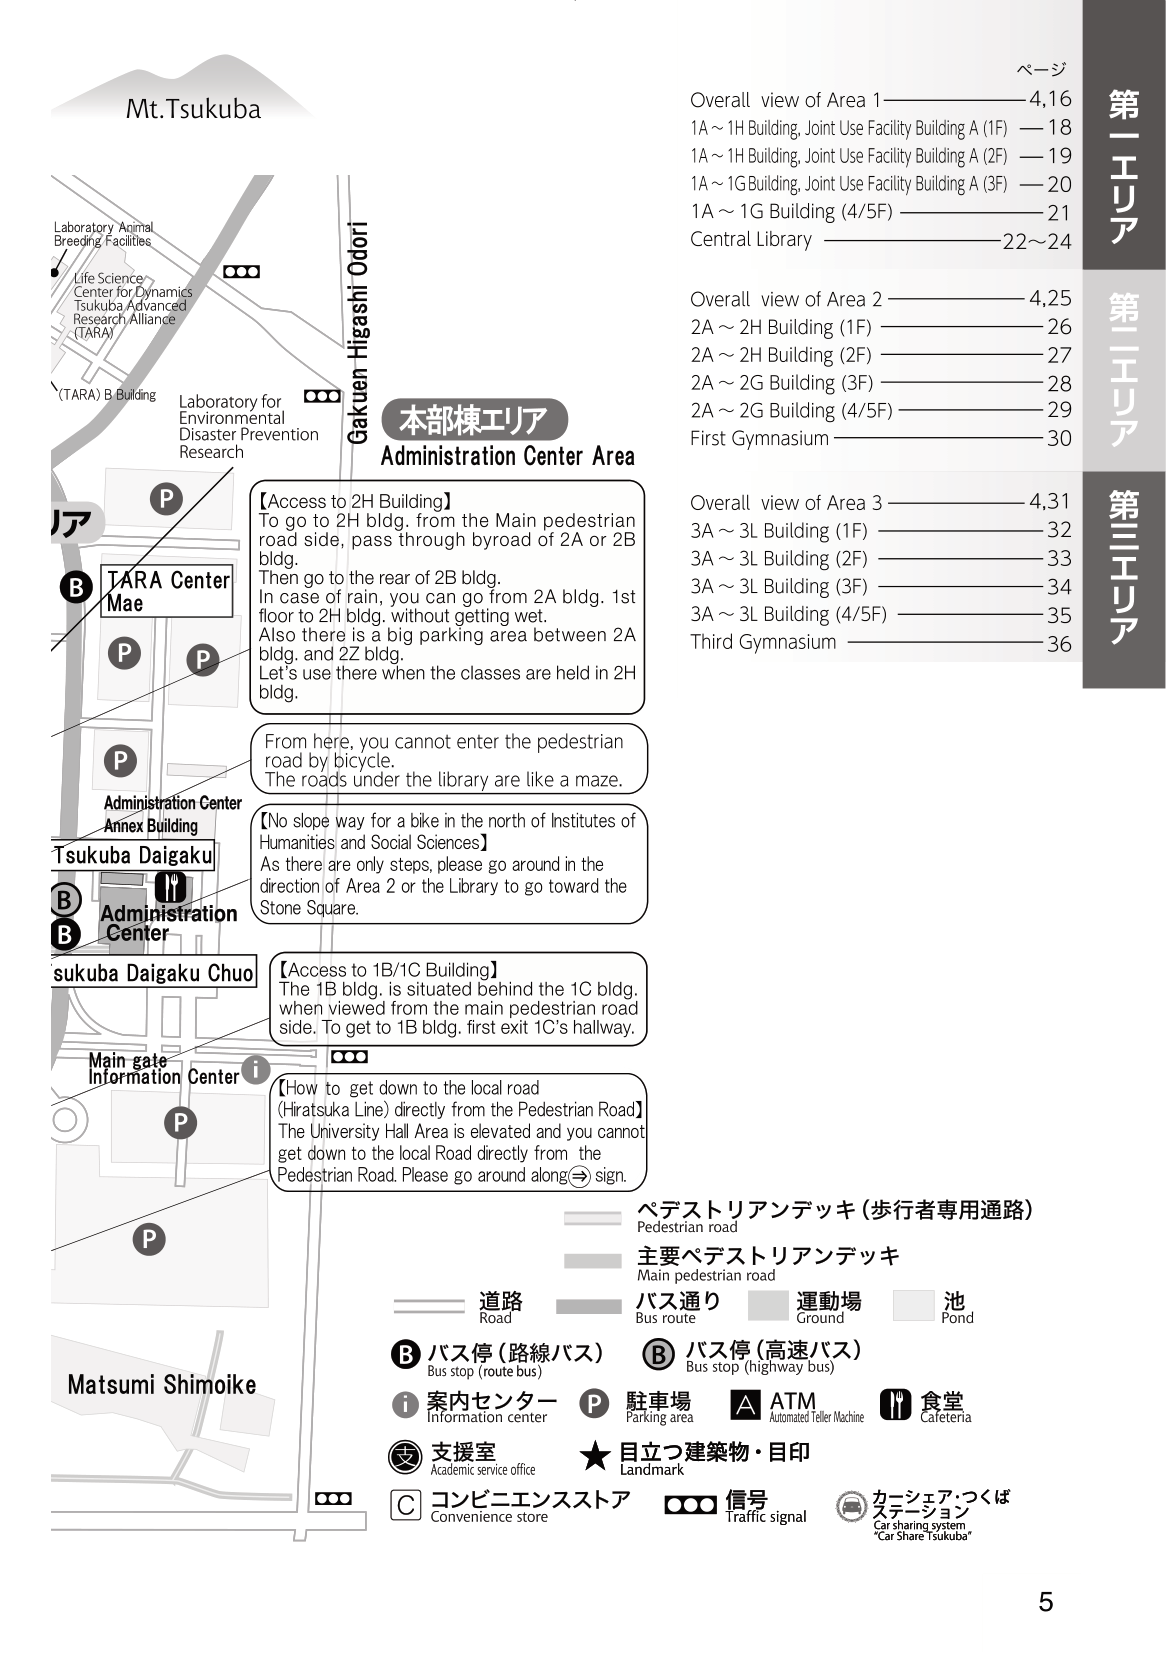 Mt.Tsukuba
ページ
Overall view of Area 1 4,16
1A ~ 1H Building, Joint Use Facility Building A (1F) 18
1A ~ 1H Building, Joint Use Facility Building A (2F) 19
1A ~ 1G Building, Joint Use Facility Building A (3F) 20
1A ~ 1G Building (4/5F) 21
Central Library 22~24
第一エリア
Overall view of Area 2 4,25
2A ~ 2H Building (1F) 26
2A ~ 2H Building (2F) 27
2A ~ 2G Building (3F) 28
2A ~ 2G Building (4/5F) 29
First Gymnasium 30
第二エリア
Overall view of Area 3 4,31
3A ~ 3L Building (1F) 32
3A ~ 3L Building (2F) 33
3A ~ 3L Building (3F) 34
3A ~ 3L Building (4/5F) 35
Third Gymnasium 36
第三エリア
Laboratory Animal
Breeding Facilities
Life Science
Center for Dynamics
Tsukuba Advanced
Research Alliance
(TARA)
(TARA) B Building
Gakuen Higashi Odori
Laboratory for
Environmental
Disaster Prevention
Research
本部棟エリア
Administration Center Area
P
リア
B
TARA Center
Mae
P
P
【Access to 2H Building】
To go to 2H bldg. from the Main pedestrian
road side, pass through byroad of 2A or 2B
bldg.
Then go to the rear of 2B bldg.
In case of rain, you can go from 2A bldg. 1st
floor to 2H bldg. without getting wet.
Also there is a big parking area between 2A
bldg. and 2Z bldg.
Let's use there when the classes are held in 2H
bldg.
P
From here, you cannot enter the pedestrian
road by bicycle.
The roads under the library are like a maze.
Administration Center
Annex Building
Tsukuba Daigaku
B
B
Administration
Center
【No slope way for a bike in the north of Institutes of
Humanities and Social Sciences】
As there are only steps, please go around in the
direction of Area 2 or the Library to go toward the
Stone Square.
Tsukuba Daigaku Chuo
【Access to 1B/1C Building】
The 1B bldg. is situated behind the 1C bldg.
when viewed from the main pedestrian road
side. To get to 1B bldg. first exit 1C's hallway.
Main gate
Information Center
i
P
【How to get down to the local road
(Hiratsuka Line) directly from the Pedestrian Road】
The University Hall Area is elevated and you cannot
get down to the local Road directly from the
Pedestrian Road. Please go around along⇒ sign.
P
Matsumi Shimoike
ペデストリアンデッキ（歩行者専用通路）
Pedestrian road
主要ペデストリアンデッキ
Main pedestrian road
道路
Road
バス通り
Bus route
運動場
Ground
池
Pond
B バス停（路線バス）
Bus stop (route bus)
B バス停（高速バス）
Bus stop (highway bus)
i 案内センター
Information center
P 駐車場
Parking area
A ATM
Automated Teller Machine
食堂
Cafeteria
支 支援室
Academic service office
★ 目立つ建築物・目印
Landmark
C コンビニエンスストア
Convenience store
信号
Traffic signal
カーシェア・つくば
ステーション
Car sharing system
"Car Share Tsukuba"
5